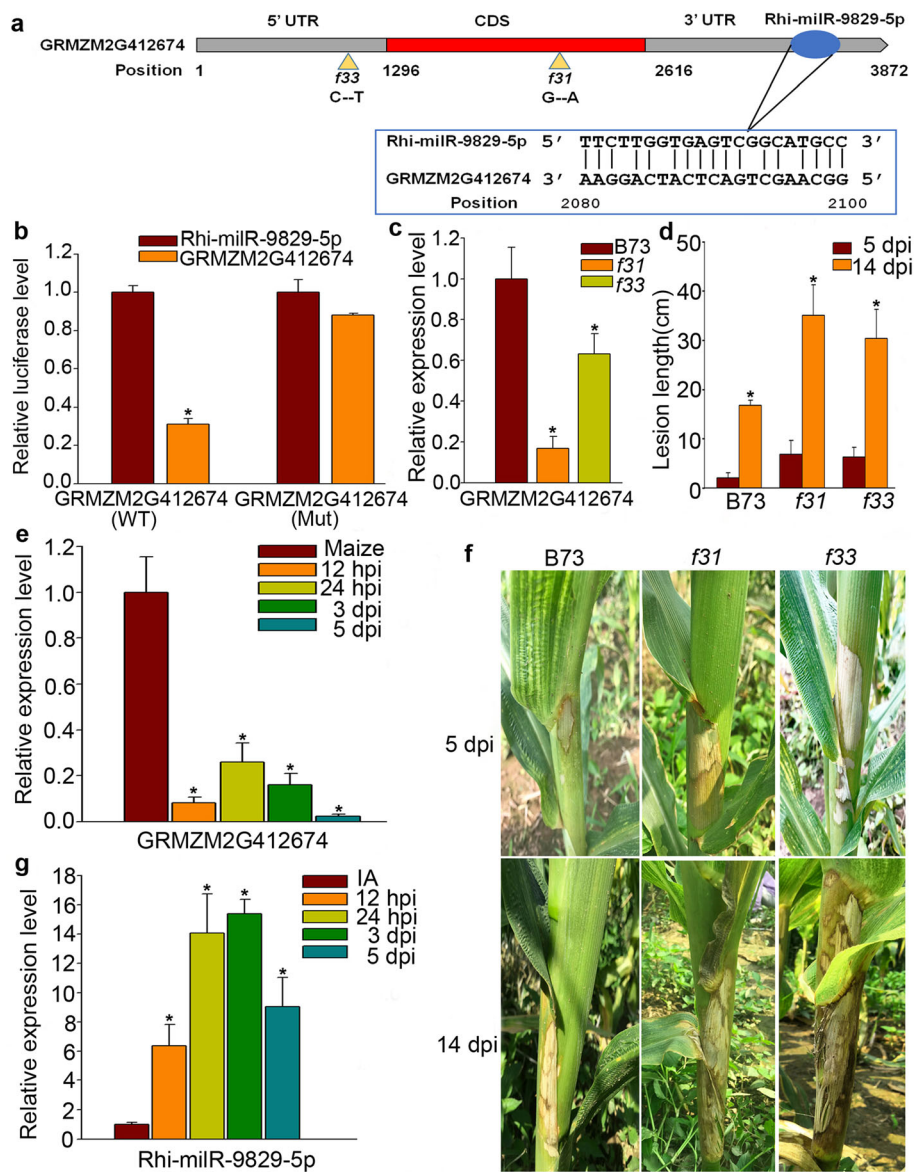 a
5' UTR CDS 3' UTR Rhi-milR-9829-5p
GRMZM2G412674
Position 1 f33 1296 f31 2616 3872
C--T G--A
Rhi-milR-9829-5p 5′ TTCTTGGTGAGTCGGCATGCC 3′
GRMZM2G412674 3′ AAGGACTACTCAGTCGAACGG 5′
Position 2080 2100
b
Rhi-milR-9829-5p
GRMZM2G412674
Relative luciferase level
1.2
1.0
0.8
0.6
0.4
0.2
0.0
*
GRMZM2G412674 GRMZM2G412674
(WT) (Mut)
c
B73
f31
f33
Relative expression level
1.2
1.0
0.8
0.6
0.4
0.2
0.0
* *
GRMZM2G412674
d
5 dpi
14 dpi
Lesion length(cm)
50
40
30
20
10
0
* * *
B73 f31 f33
e
Maize
12 hpi
24 hpi
3 dpi
5 dpi
Relative expression level
1.2
1.0
0.8
0.6
0.4
0.2
0.0
* * * *
GRMZM2G412674
f
B73 f31 f33
5 dpi
14 dpi
g
IA
12 hpi
24 hpi
3 dpi
5 dpi
Relative expression level
18
16
14
12
10
8
6
4
2
0
* * * *
Rhi-milR-9829-5p